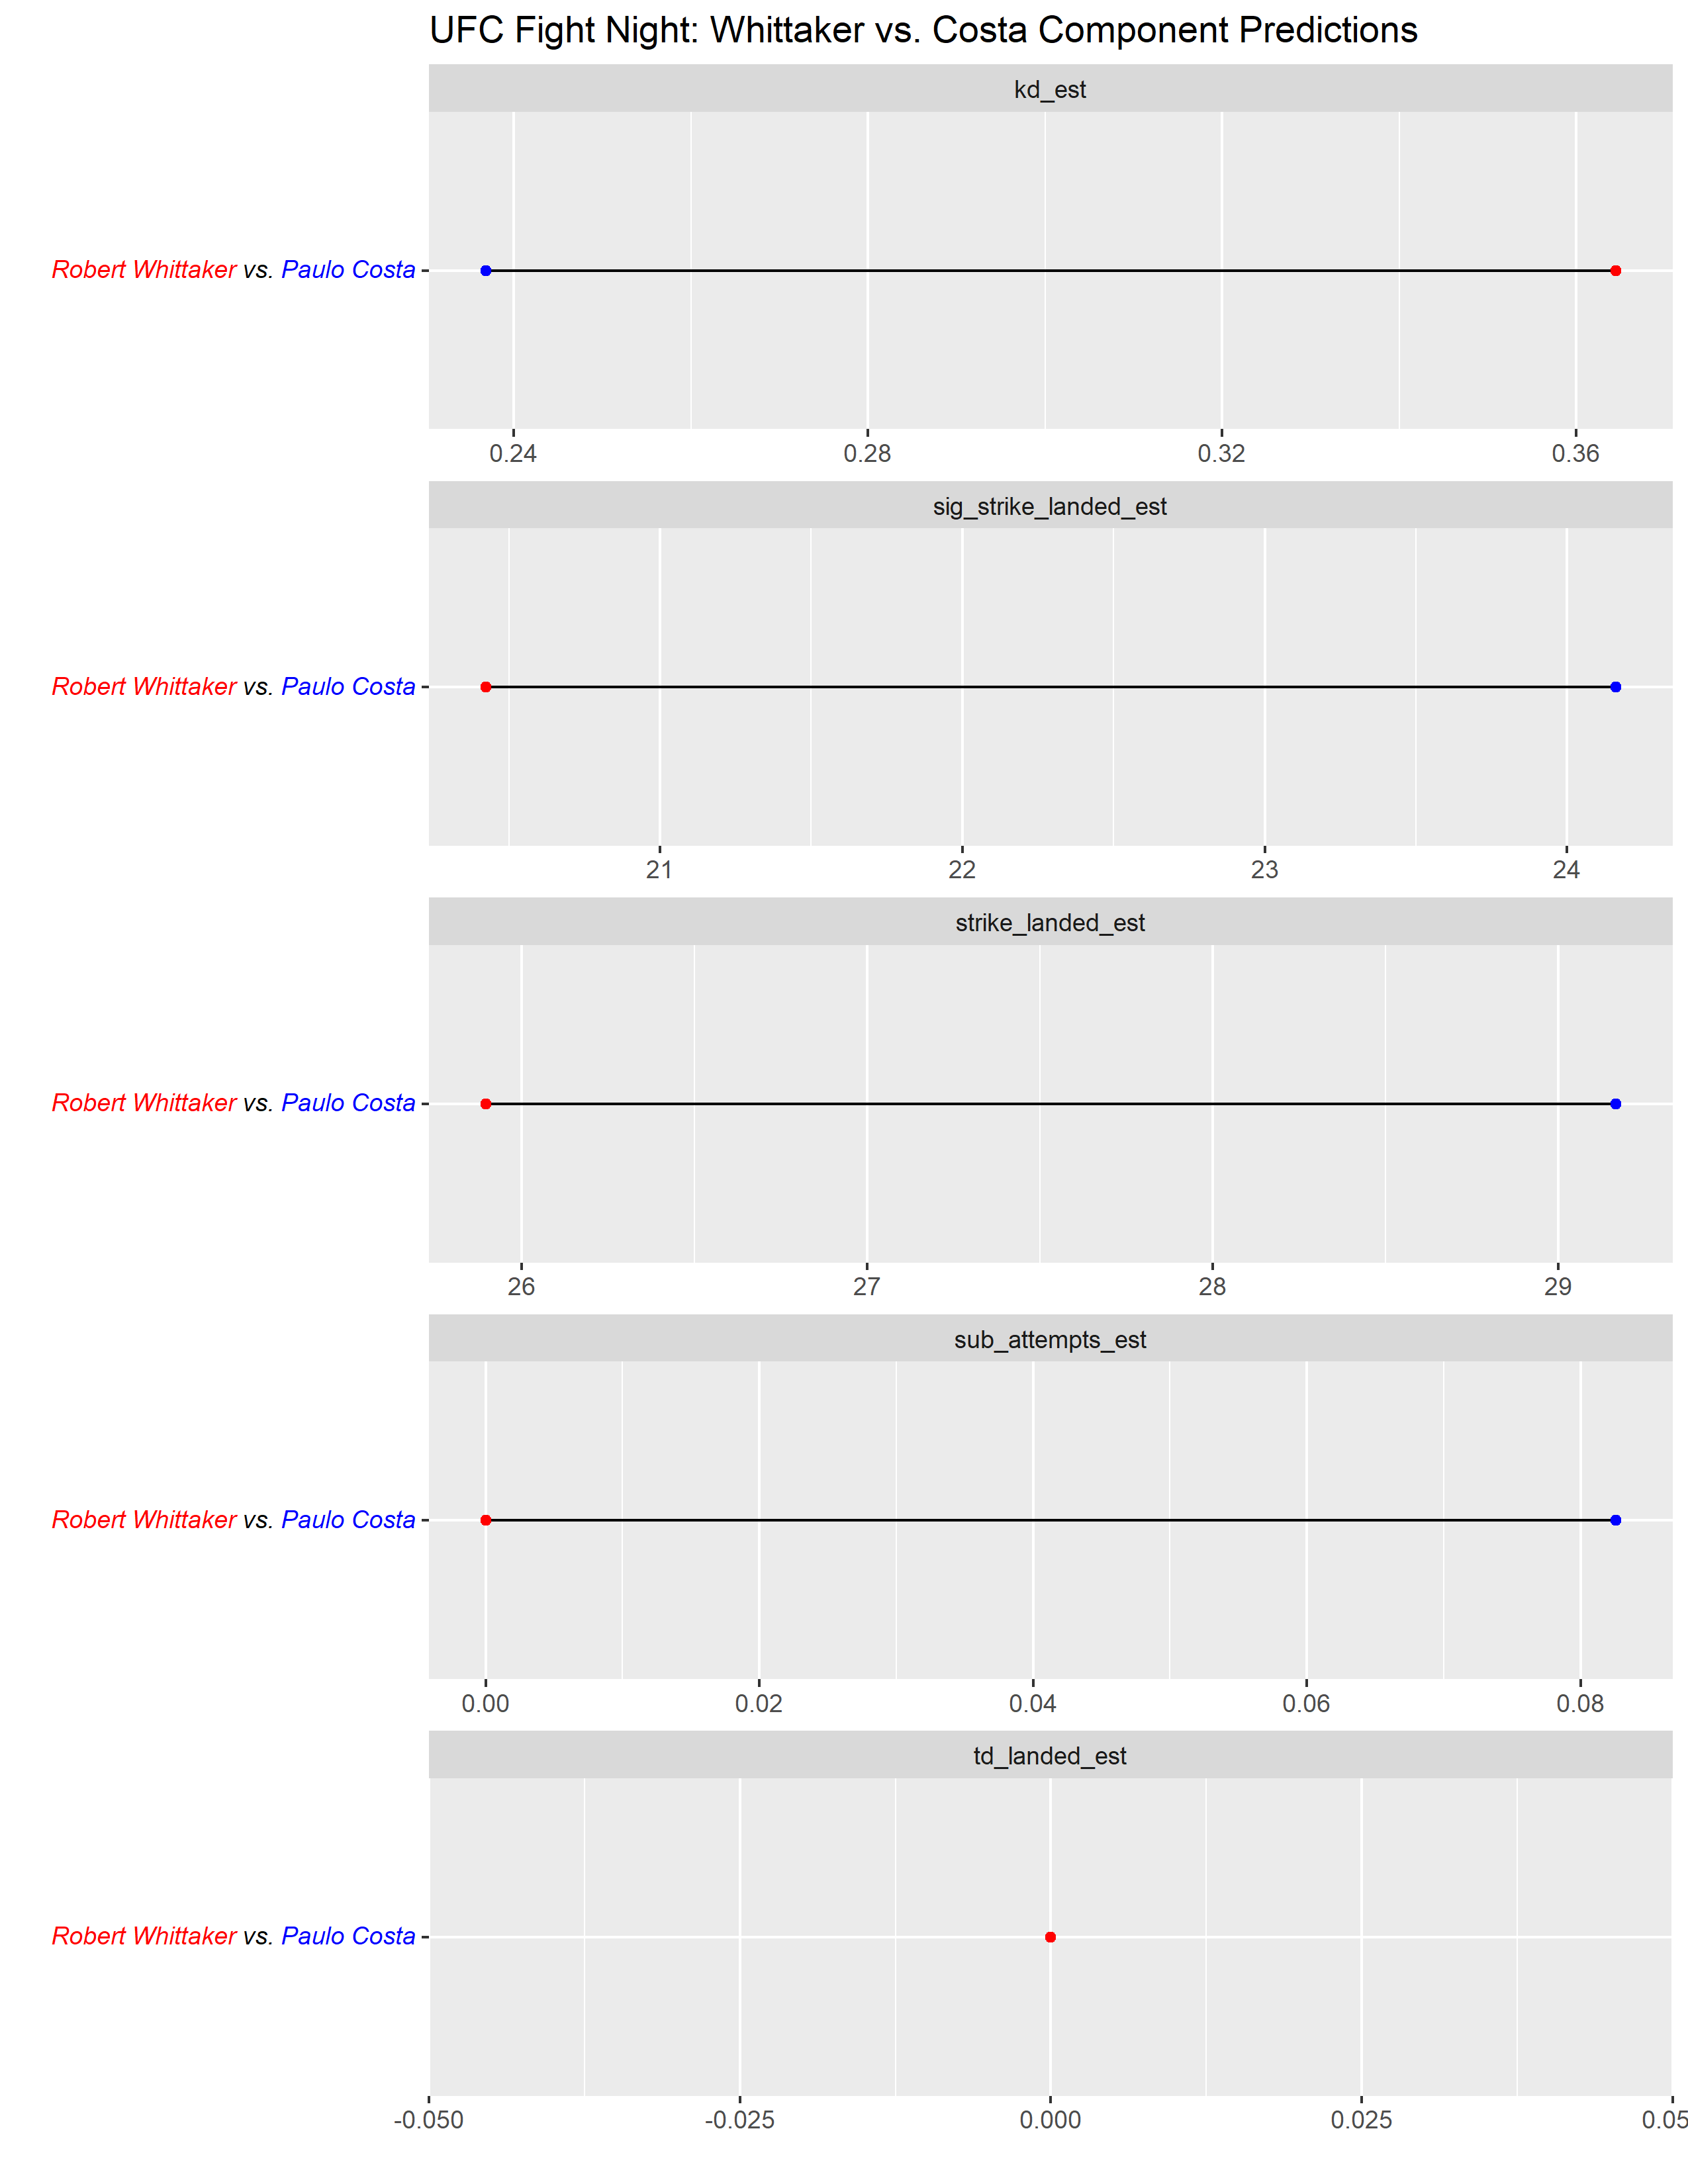 UFC Fight Night: Whittaker vs. Costa Component Predictions
kd_est
Robert Whittaker vs. Paulo Costa
0.24 0.28 0.32 0.36
sig_strike_landed_est
Robert Whittaker vs. Paulo Costa
21 22 23 24
strike_landed_est
Robert Whittaker vs. Paulo Costa
26 27 28 29
sub_attempts_est
Robert Whittaker vs. Paulo Costa
0.00 0.02 0.04 0.06 0.08
td_landed_est
Robert Whittaker vs. Paulo Costa
-0.050 -0.025 0.000 0.025 0.05